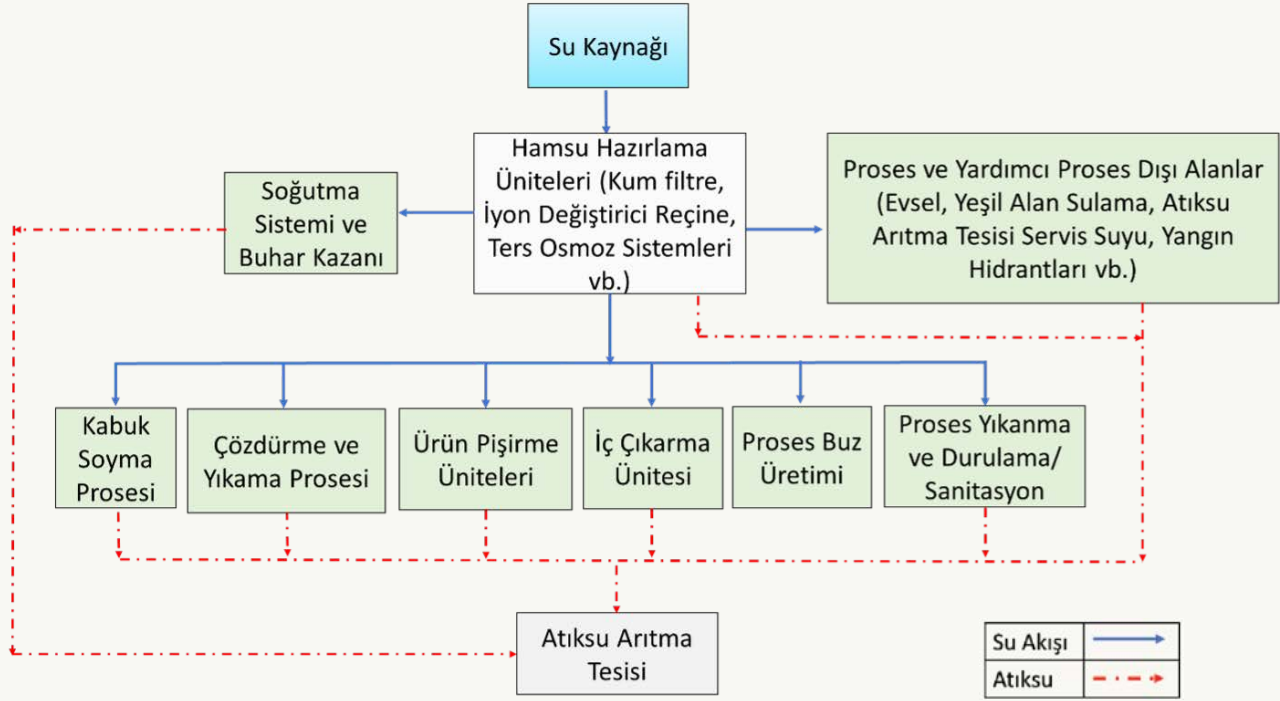 Su Kaynağı
Hamsu Hazırlama
Üniteleri (Kum filtre,
İyon Değiştirici Reçine,
Ters Osmoz Sistemleri
vb.)
Soğutma
Sistemi ve
Buhar Kazanı
Proses ve Yardımcı Proses Dışı Alanlar
(Evsel, Yeşil Alan Sulama, Atıksu
Arıtma Tesisi Servis Suyu, Yangın
Hidrantları vb.)
Kabuk
Soyma
Prosesi
Çözdürme ve
Yıkama Prosesi
Ürün Pişirme
Üniteleri
İç Çıkarma
Ünitesi
Proses Buz
Üretimi
Proses Yıkanma
ve Durulama/
Sanitasyon
Atıksu Arıtma
Tesisi
Su Akışı
Atıksu